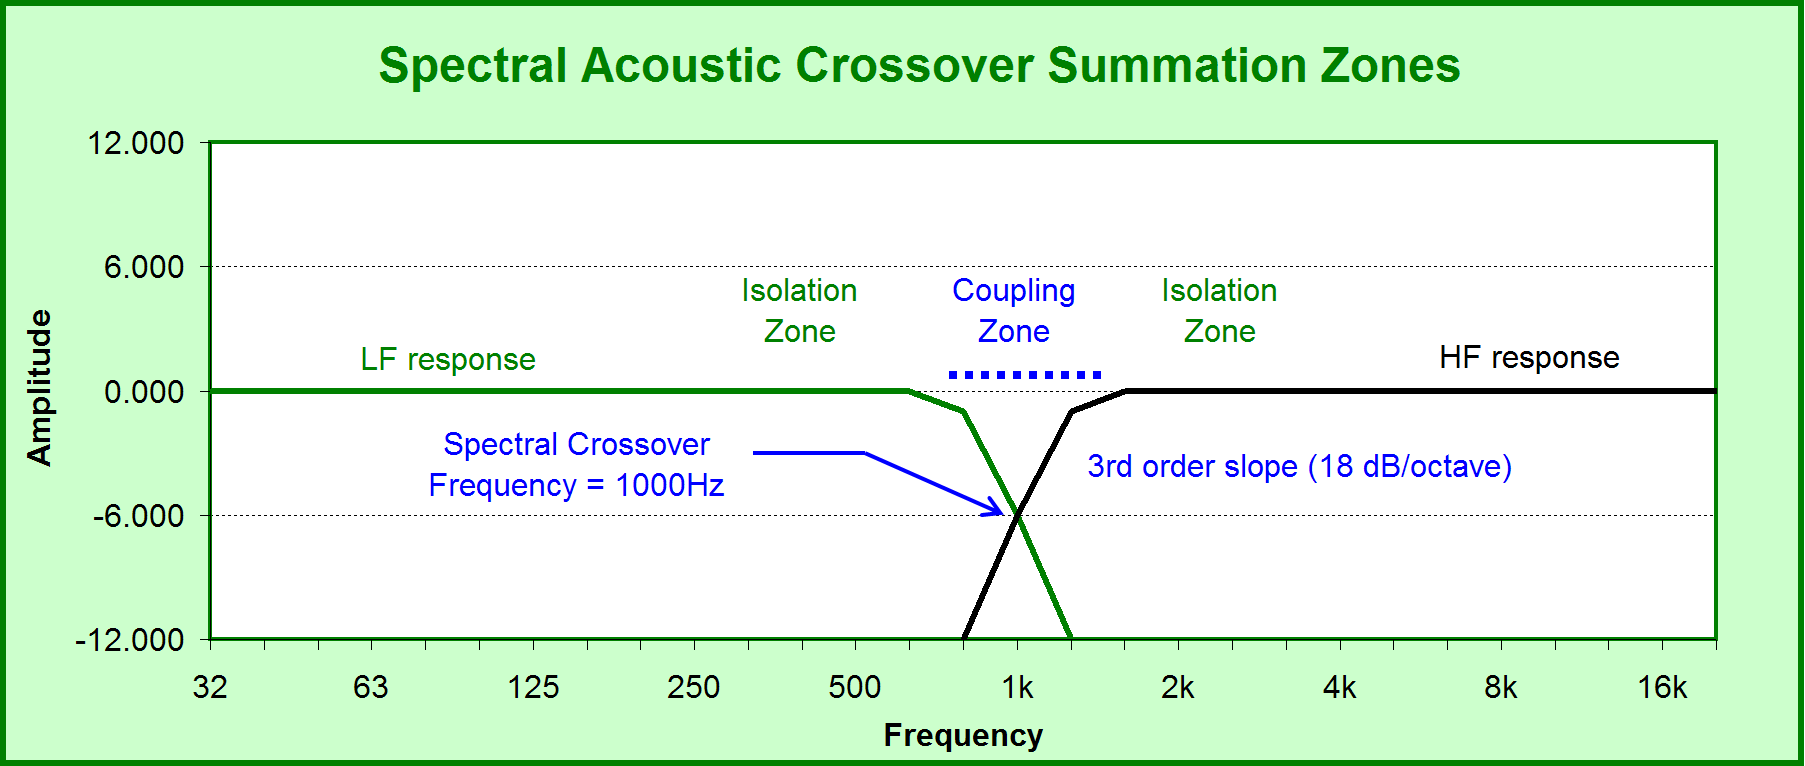 Spectral Acoustic Crossover Summation Zones
12.000
6.000
0.000
-6.000
-12.000
Amplitude
Isolation
Zone
Coupling
Zone
Isolation
Zone
LF response
HF response
Spectral Crossover
Frequency = 1000Hz
3rd order slope (18 dB/octave)
32 63 125 250 500 1k 2k 4k 8k 16k
Frequency